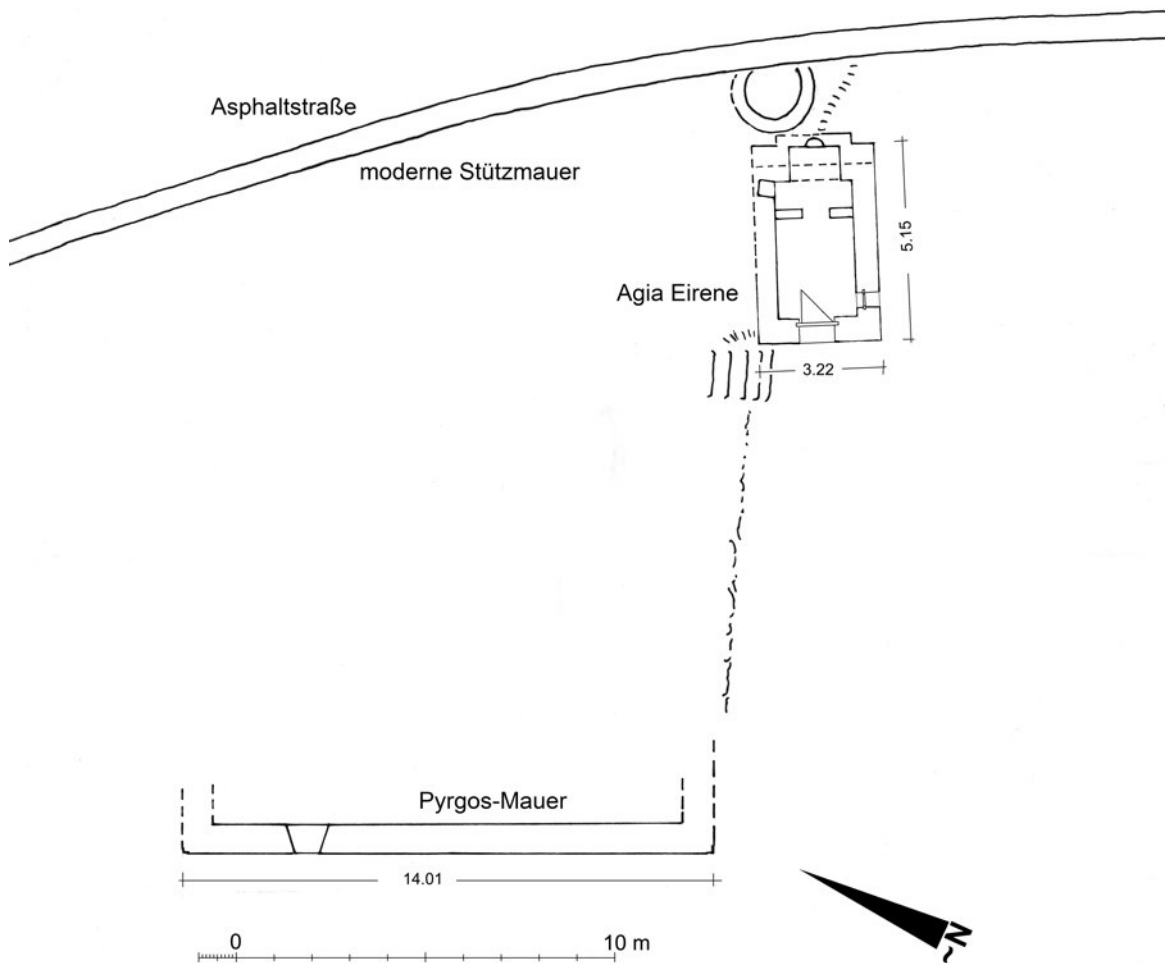 Asphaltstraße
moderne Stützmauer
5.15
Agia Eirene
3.22
Pyrgos-Mauer
14.01
0
10 m
~N